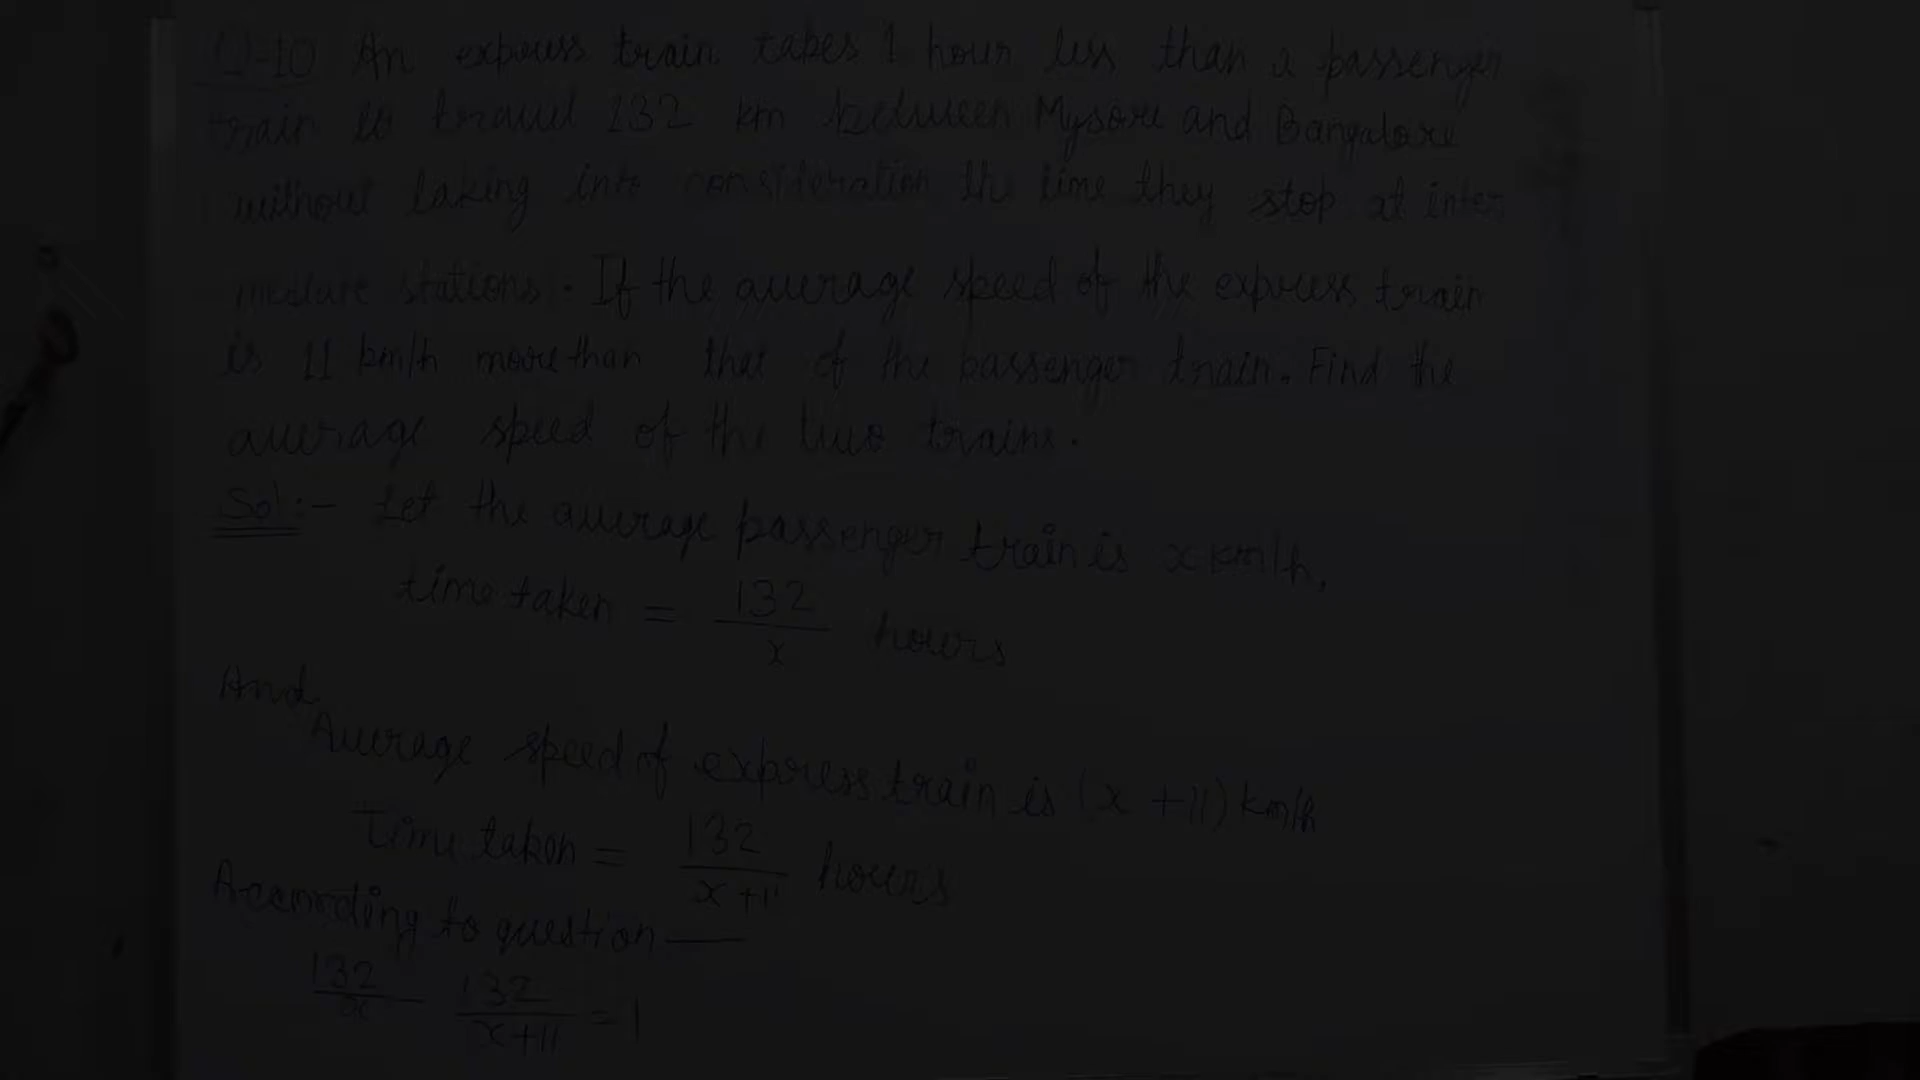 Q-10 An express train takes 1 hour less than a passenger
train to travel 132 km between Mysore and Bangalore
without taking into consideration the time they stop at inter
mediate stations. If the average speed of the express train
is 11 km/h more than that of the passenger train. Find the
average speed of the two trains.
Sol:- Let the average passenger train is x km/h,
time taken = 132/x hours
And
Average speed of express train is (x +11) km/h
Time taken = 132/x+11 hours
According to question —
132/x - 132/x+11 = 1